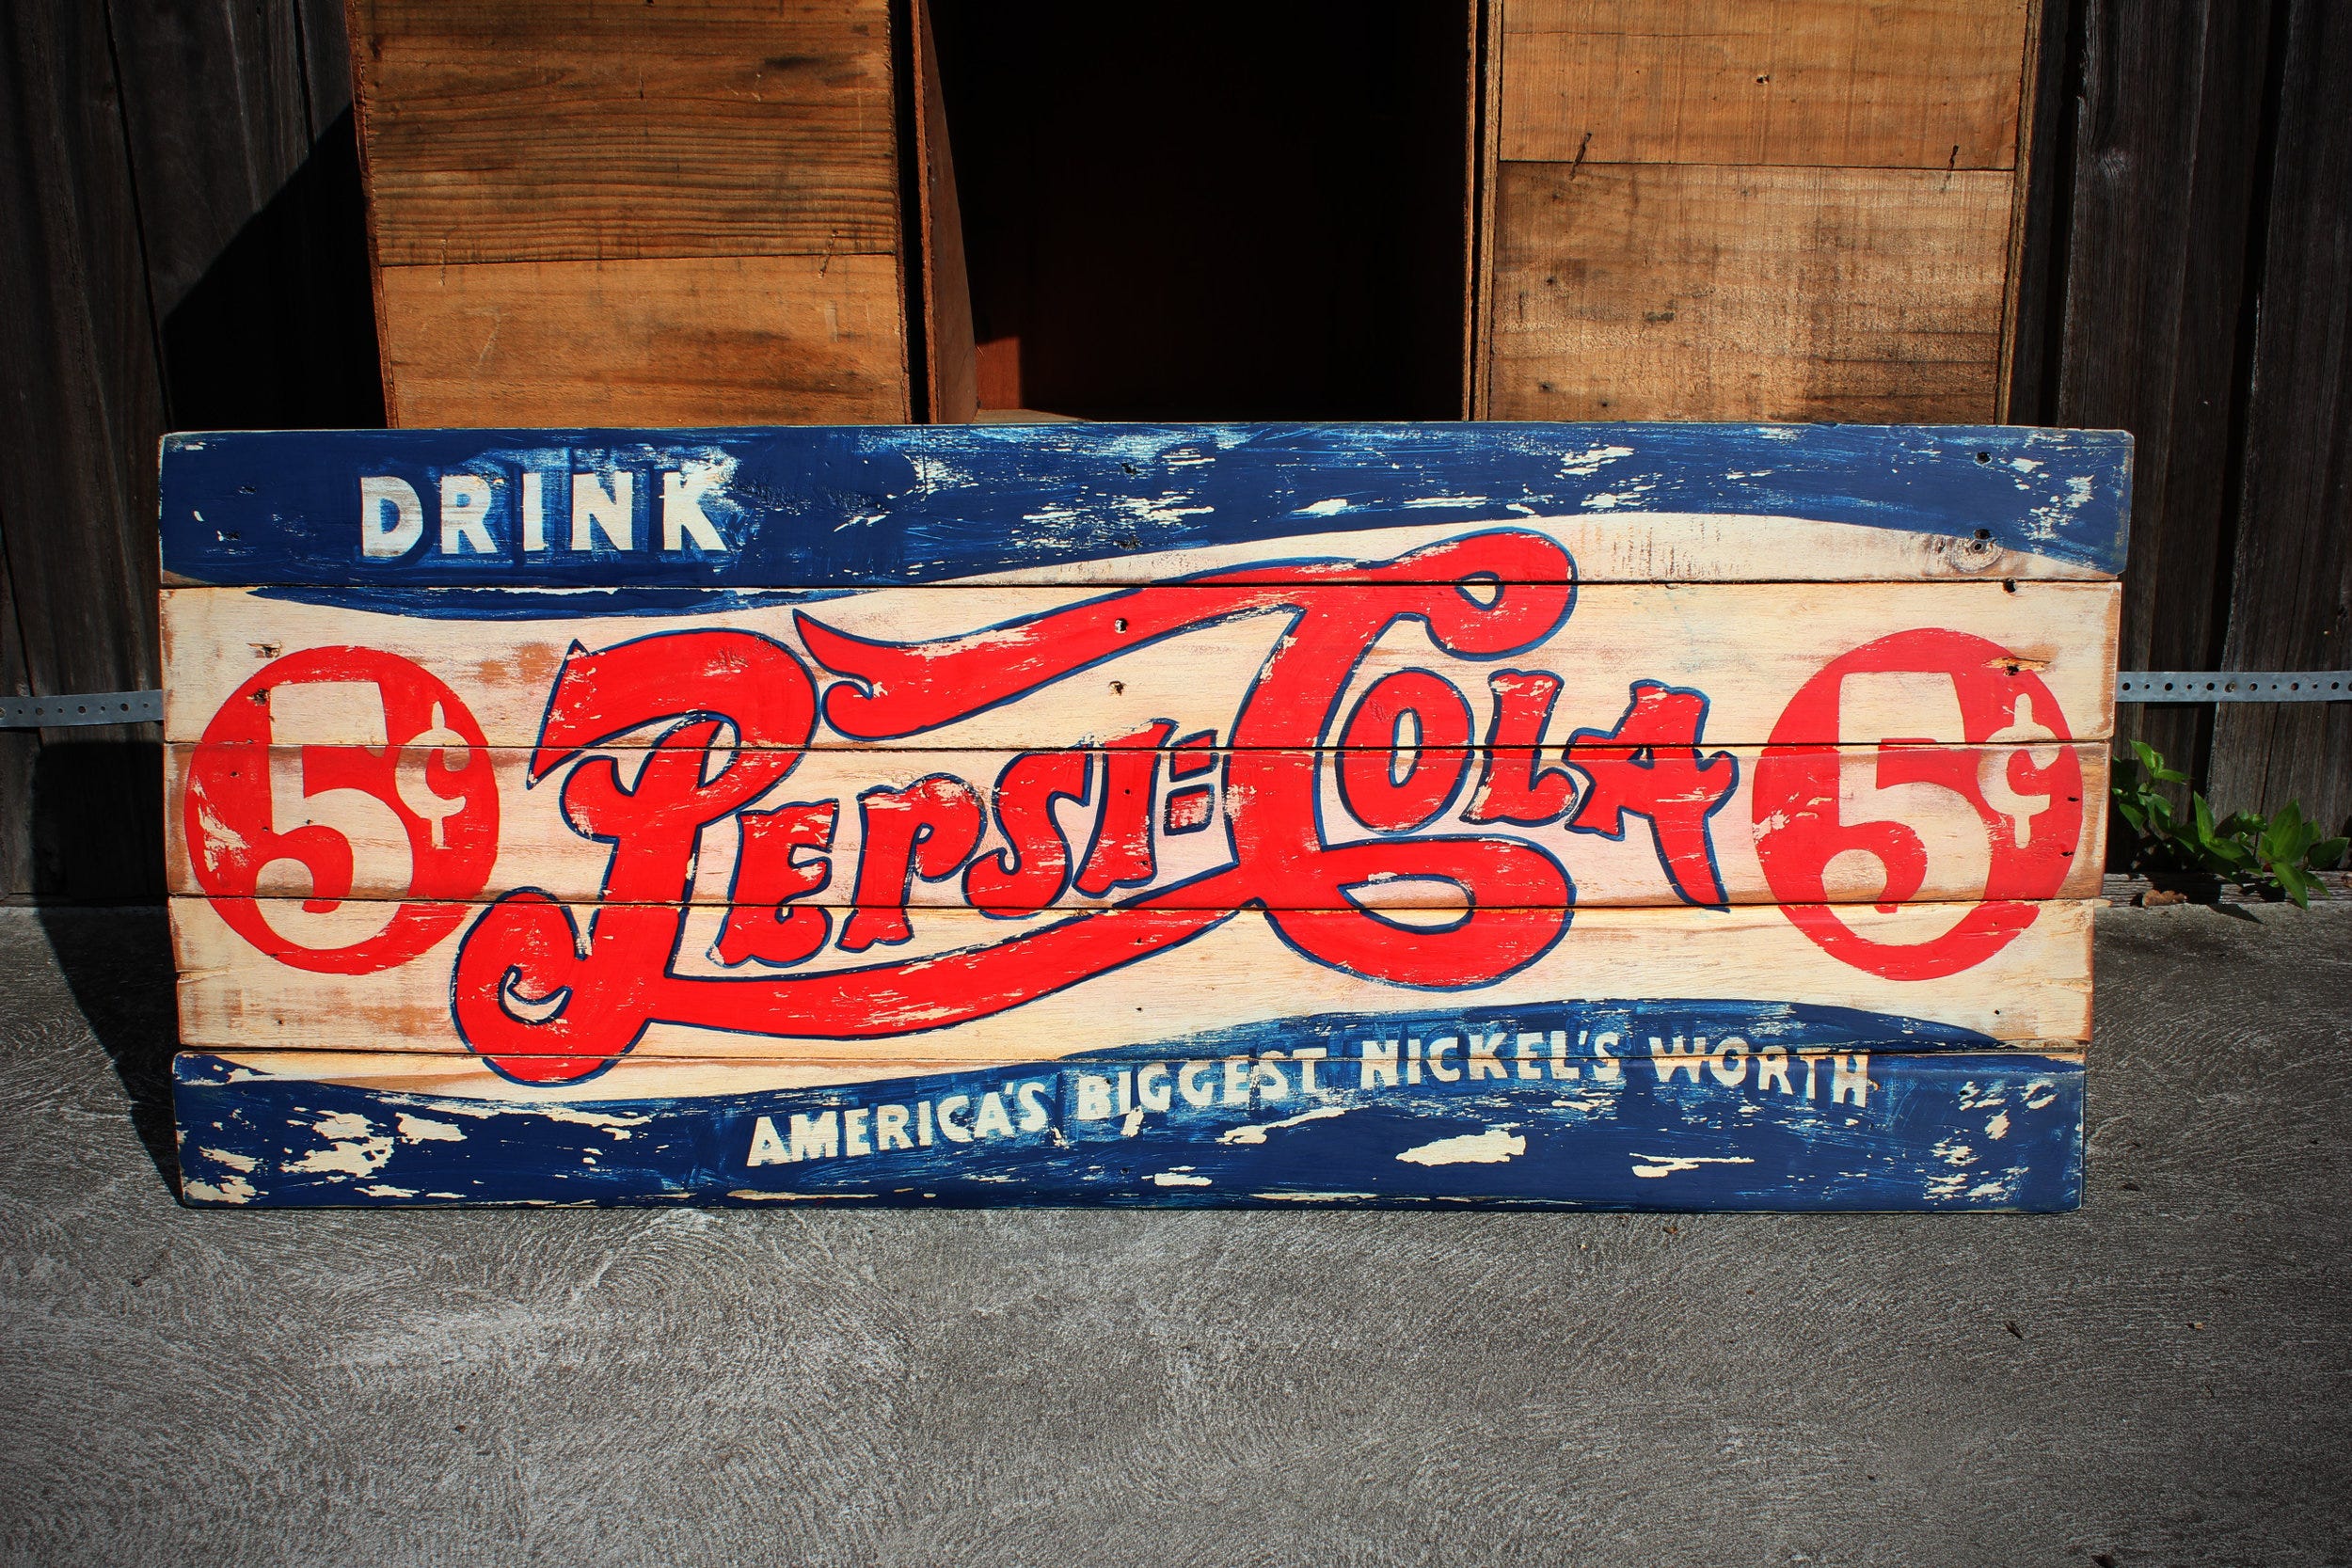 DRINK
5¢ PEPSI=COLA 5¢
AMERICA'S BIGGEST NICKEL'S WORTH